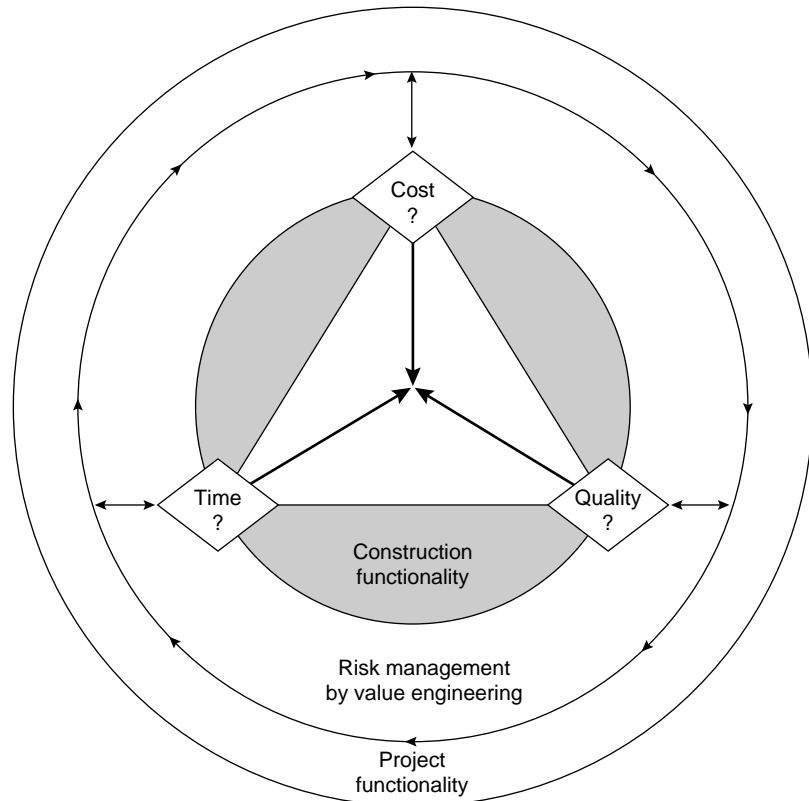 Cost
?
Time
?
Quality
?
Construction
functionality
Risk management
by value engineering
Project
functionality